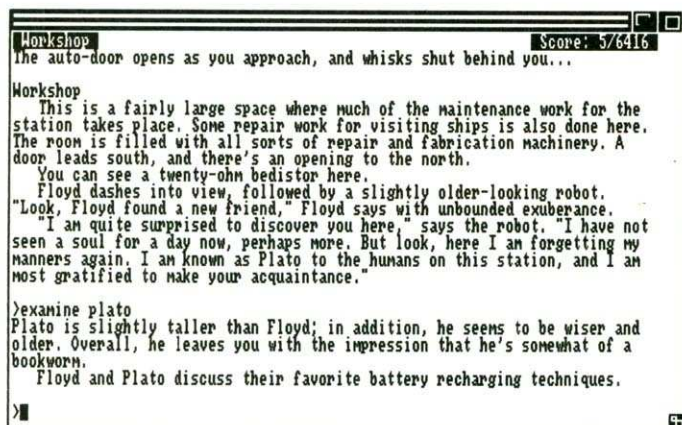 Workshop Score: 5/6416
The auto-door opens as you approach, and whisks shut behind you...
Workshop
This is a fairly large space where much of the maintenance work for the
station takes place. Some repair work for visiting ships is also done here.
The room is filled with all sorts of repair and fabrication machinery. A
door leads south, and there's an opening to the north.
You can see a twenty-ohm bedistor here.
Floyd dashes into view, followed by a slightly older-looking robot.
"Look, Floyd found a new friend," Floyd says with unbounded exuberance.
"I am quite surprised to discover you here," says the robot. "I have not
seen a soul for a day now, perhaps more. But look, here I am forgetting my
manners again. I am known as Plato to the humans on this station, and I am
most gratified to make your acquaintance."
>examine plato
Plato is slightly taller than Floyd; in addition, he seems to be wiser and
older. Overall, he leaves you with the impression that he's somewhat of a
bookworm.
Floyd and Plato discuss their favorite battery recharging techniques.
>